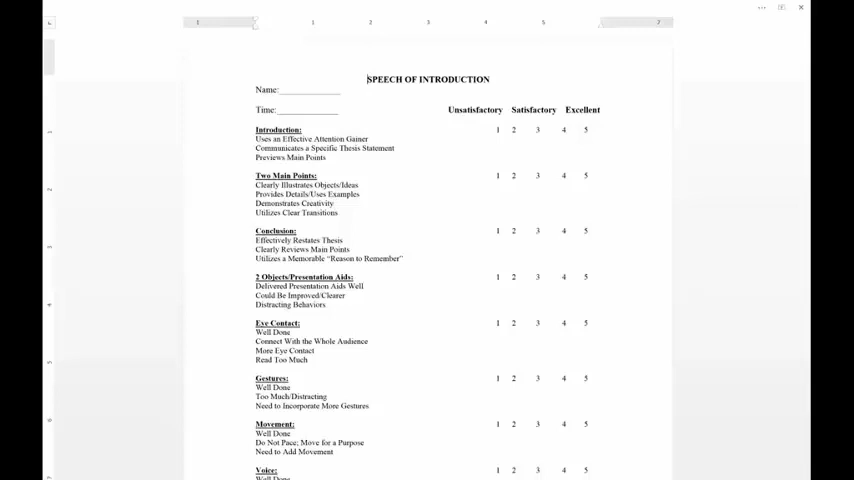 SPEECH OF INTRODUCTION
Name: ____________
Time: ____________ Unsatisfactory Satisfactory Excellent
Introduction: 1 2 3 4 5
Uses an Effective Attention Gainer
Communicates a Specific Thesis Statement
Previews Main Points
Two Main Points: 1 2 3 4 5
Clearly Illustrates Objects/Ideas
Provides Details/Uses Examples
Demonstrates Creativity
Utilizes Clear Transitions
Conclusion: 1 2 3 4 5
Effectively Restates Thesis
Clearly Reviews Main Points
Utilizes a Memorable “Reason to Remember”
2 Objects/Presentation Aids: 1 2 3 4 5
Delivered Presentation Aids Well
Could Be Improved/Clearer
Distracting Behaviors
Eye Contact: 1 2 3 4 5
Well Done
Connect With the Whole Audience
More Eye Contact
Read Too Much
Gestures: 1 2 3 4 5
Well Done
Too Much/Distracting
Need to Incorporate More Gestures
Movement: 1 2 3 4 5
Well Done
Do Not Pace; Move for a Purpose
Need to Add Movement
Voice: 1 2 3 4 5
Well Done